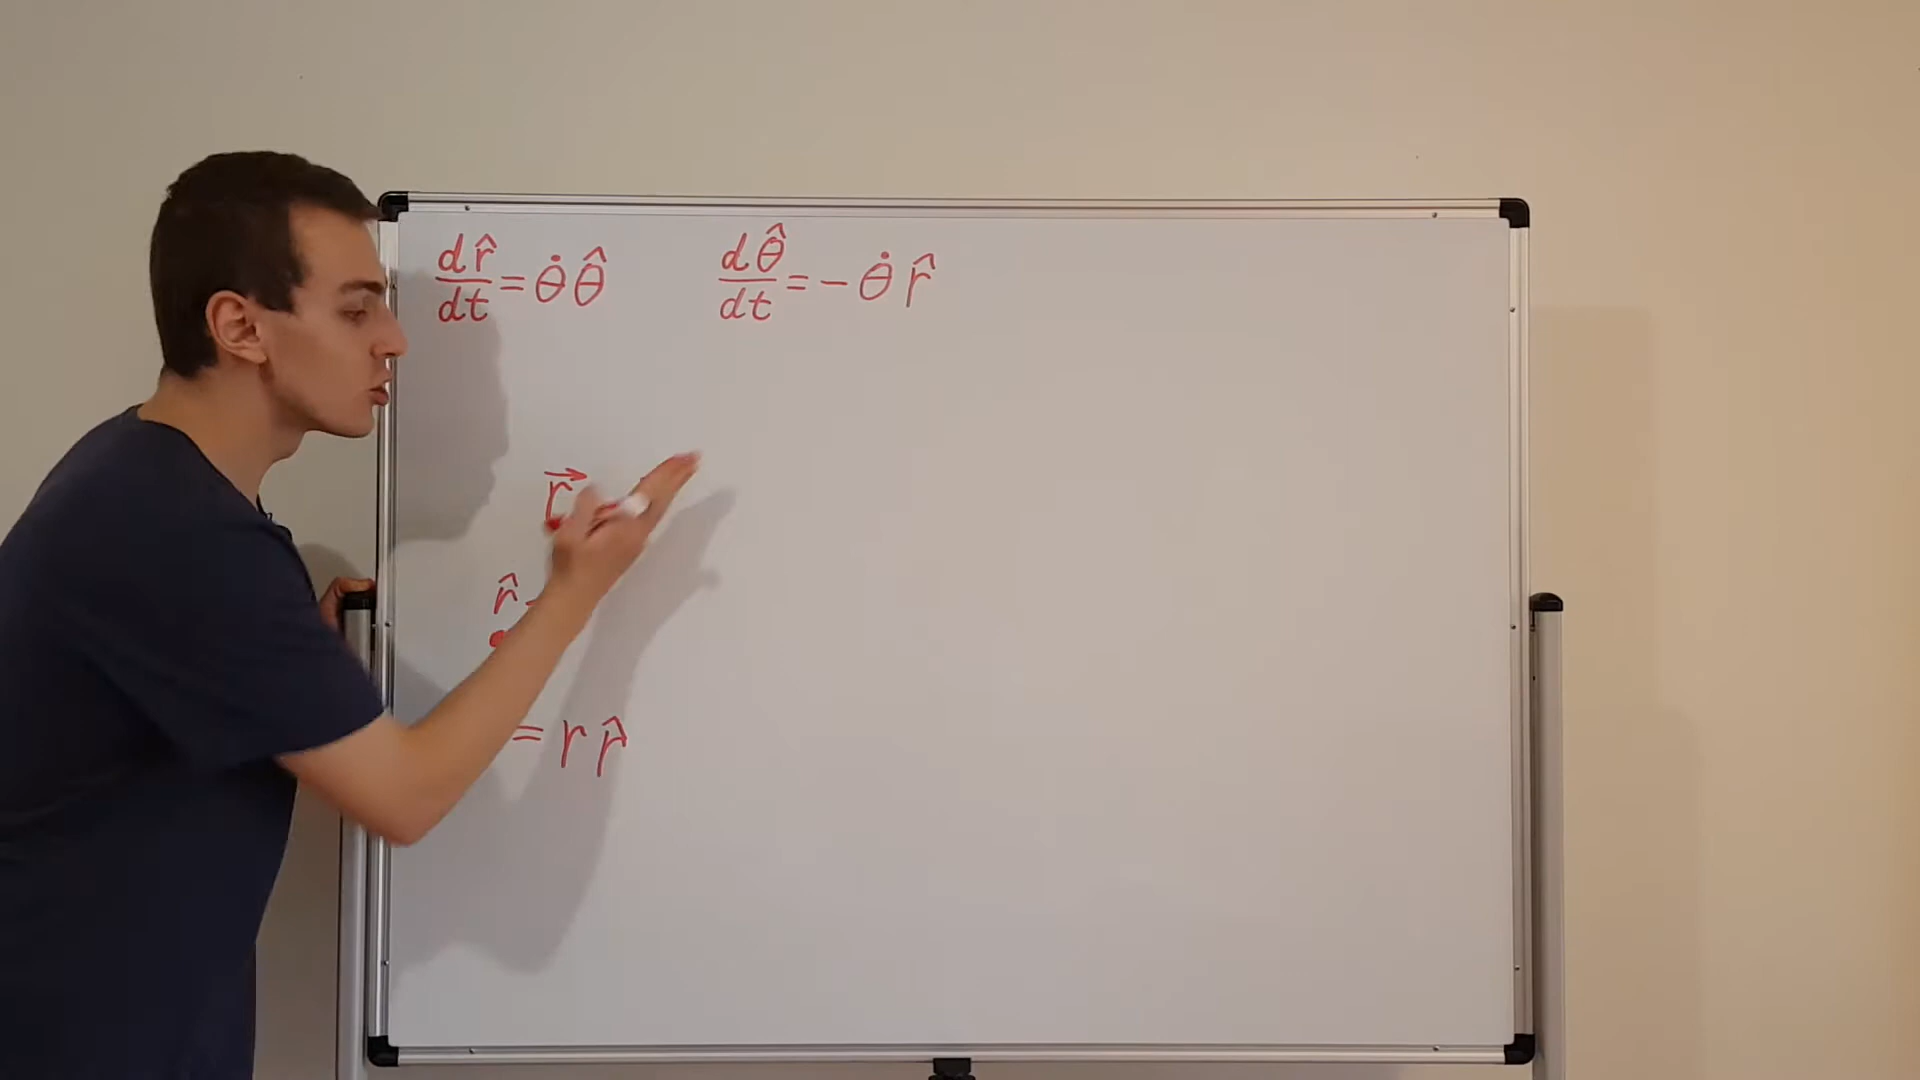 dr̂/dt = θ̇ θ̂    dθ̂/dt = − θ̇ r̂
r⃗
r̂
= r r̂